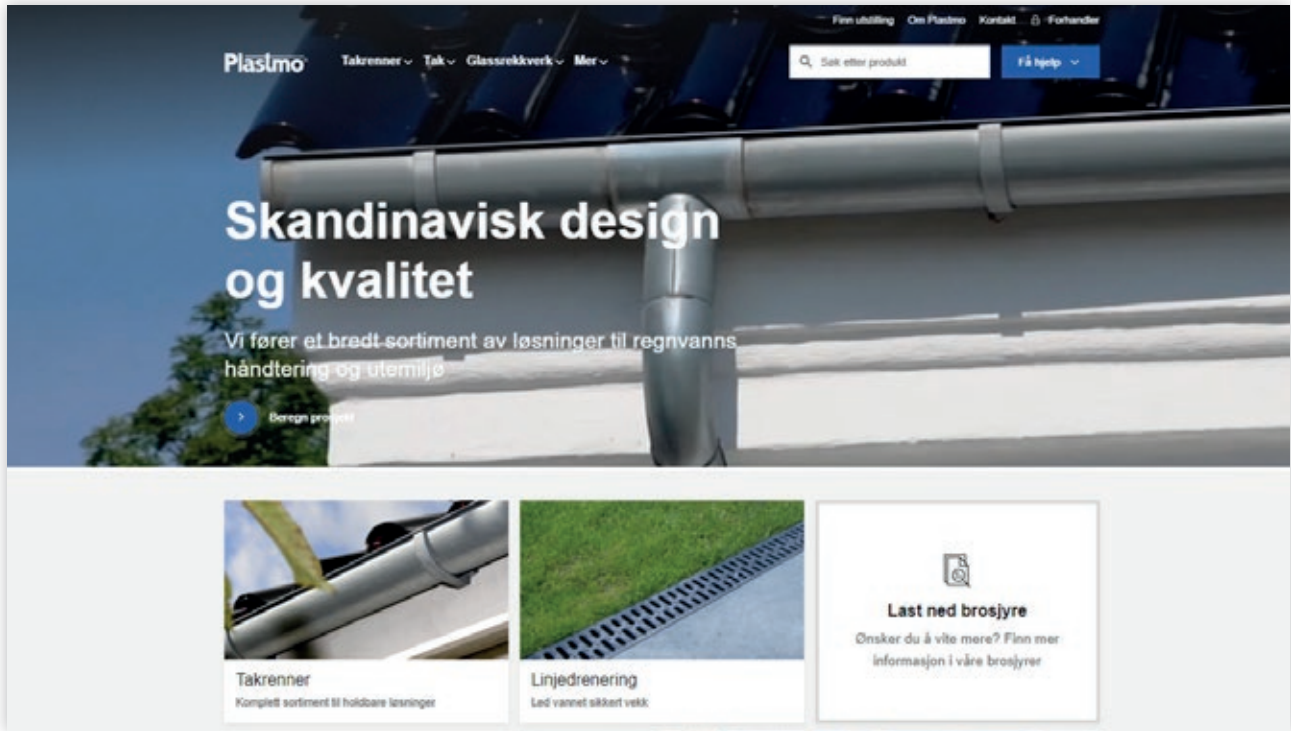 Finn utstilling Om Plastmo Kontakt Forhandler
Plastmo Takrenner Tak Glassrekkverk Mer Søk etter produkt Få hjelp
Skandinavisk design
og kvalitet
Vi fører et bredt sortiment av løsninger til regnvanns
håndtering og utemiljø
Beregn prosjekt
Last ned brosjyre
Ønsker du å vite mere? Finn mer
informasjon i våre brosjyrer
Takrenner
Komplett sortiment til holdbare løsninger
Linjedrenering
Led vannet sikkert vekk